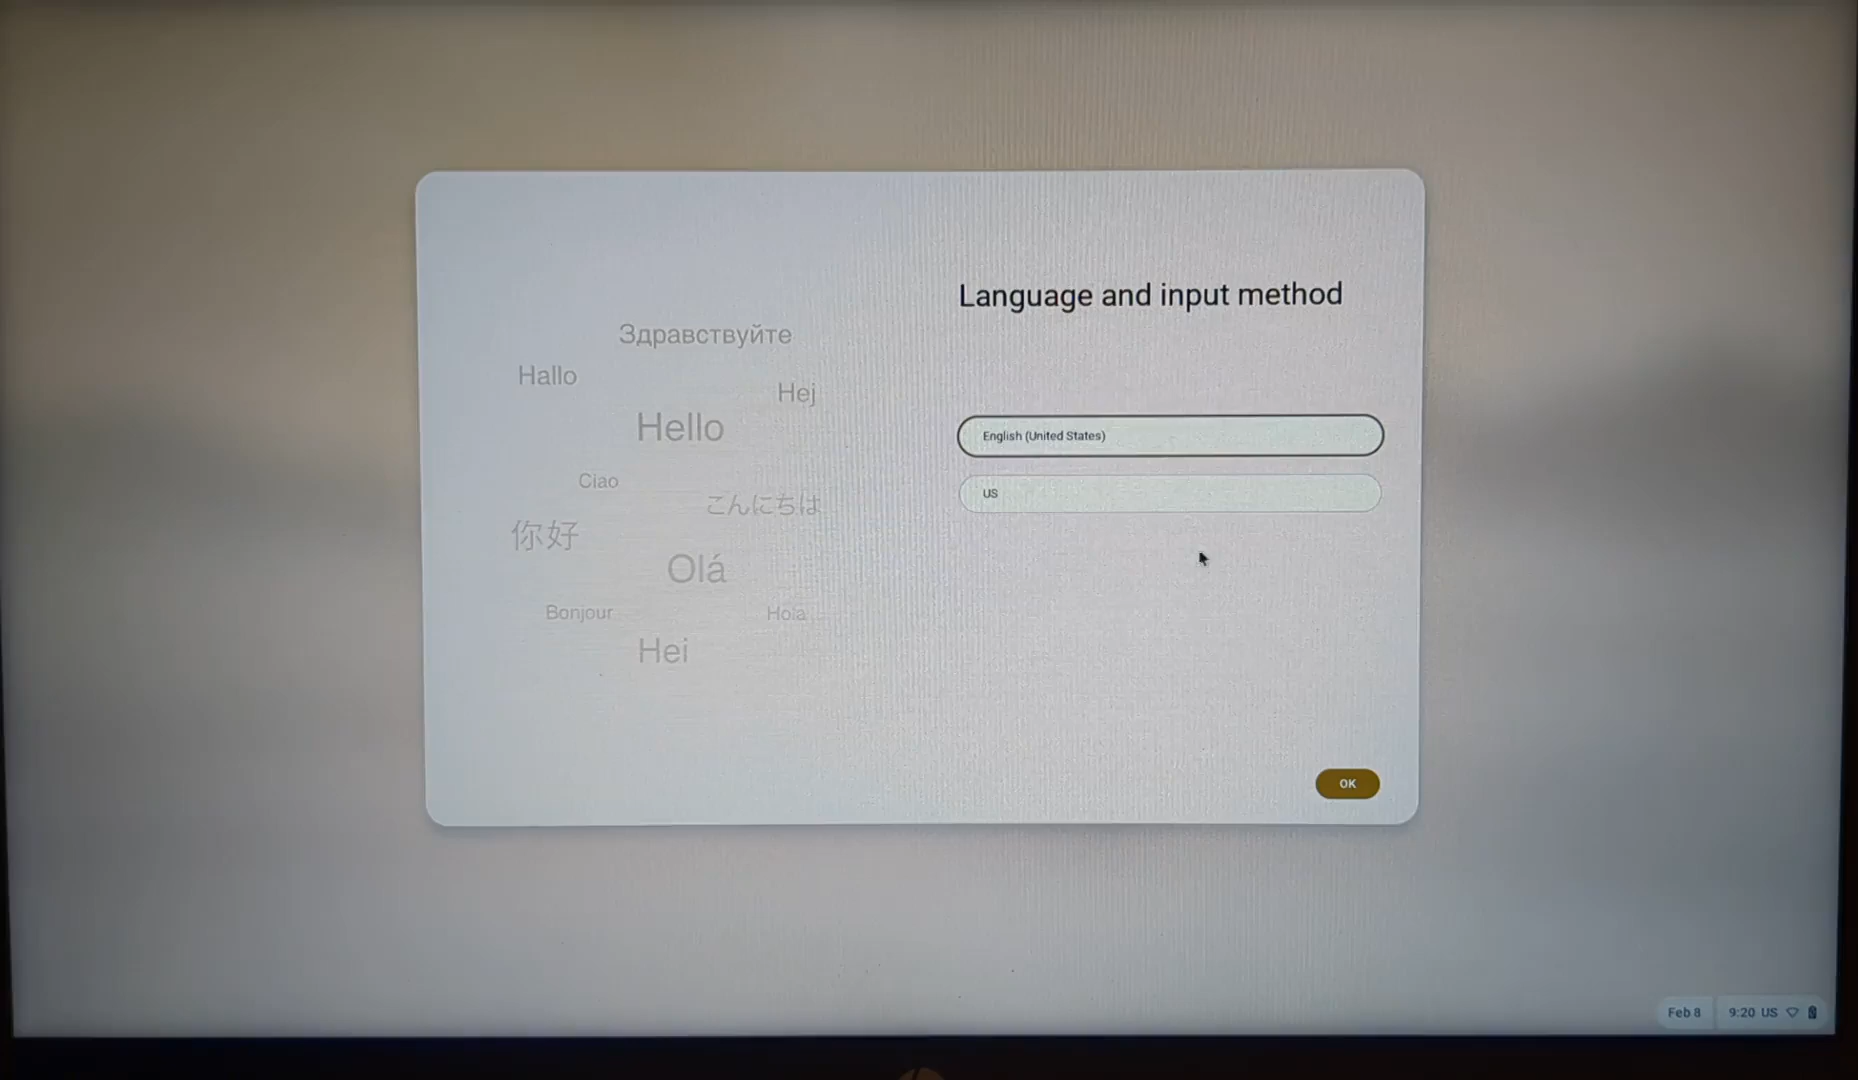 Здравствуйте
Hallo
Hej
Hello
Ciao
こんにちは
你好
Olá
Bonjour
Hola
Hei
Language and input method
English (United States)
US
OK
Feb 8
9:20 US